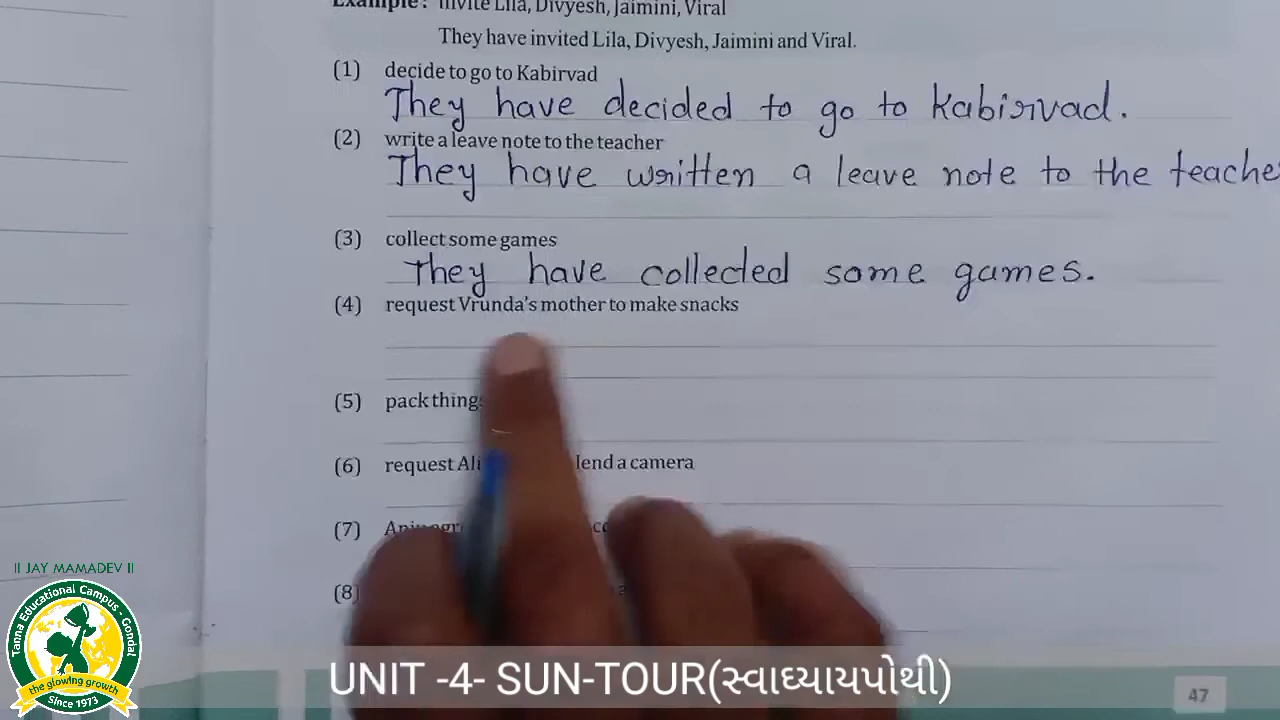 Example: Invite Lila, Divyesh, Jaimini, Viral
They have invited Lila, Divyesh, Jaimini and Viral.
(1) decide to go to Kabirvad
They have decided to go to Kabirvad.
(2) write a leave note to the teacher
They have written a leave note to the teache
(3) collect some games
They have collected some games.
(4) request Vrunda's mother to make snacks
(5) pack things
(6) request Ali lend a camera
(7)
(8)
॥ JAY MAMADEV ॥
Tanna Educational Campus - Gondal
the glowing growth
Since 1973
UNIT -4- SUN-TOUR(સ્વાધ્યાયપોથી)
47